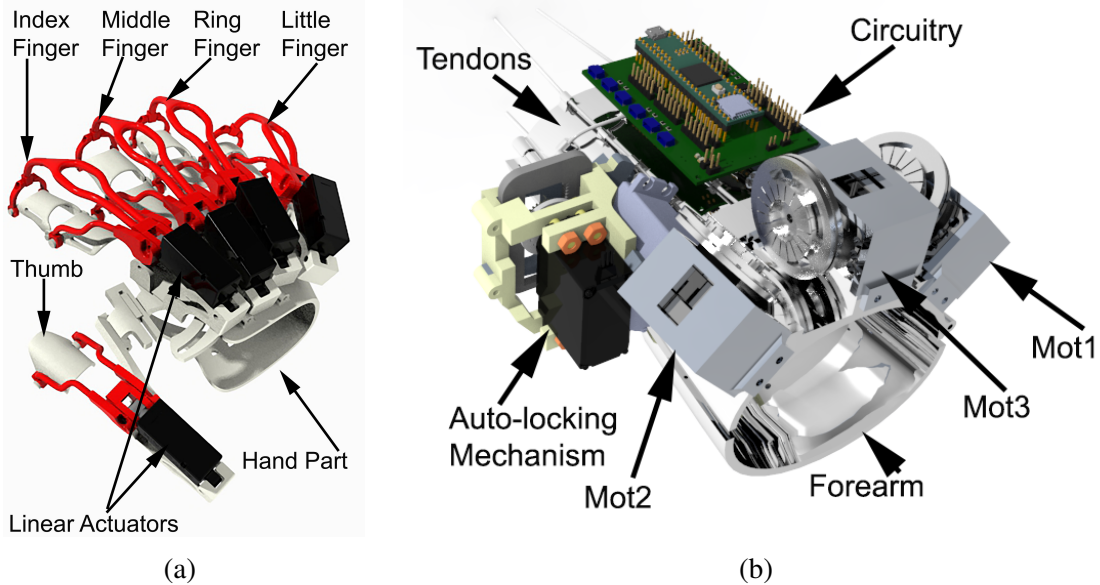 Index
Finger
Middle
Finger
Ring
Finger
Little
Finger
Thumb
Hand Part
Linear Actuators
(a)
Tendons
Circuitry
Mot1
Mot3
Auto-locking
Mechanism
Mot2
Forearm
(b)